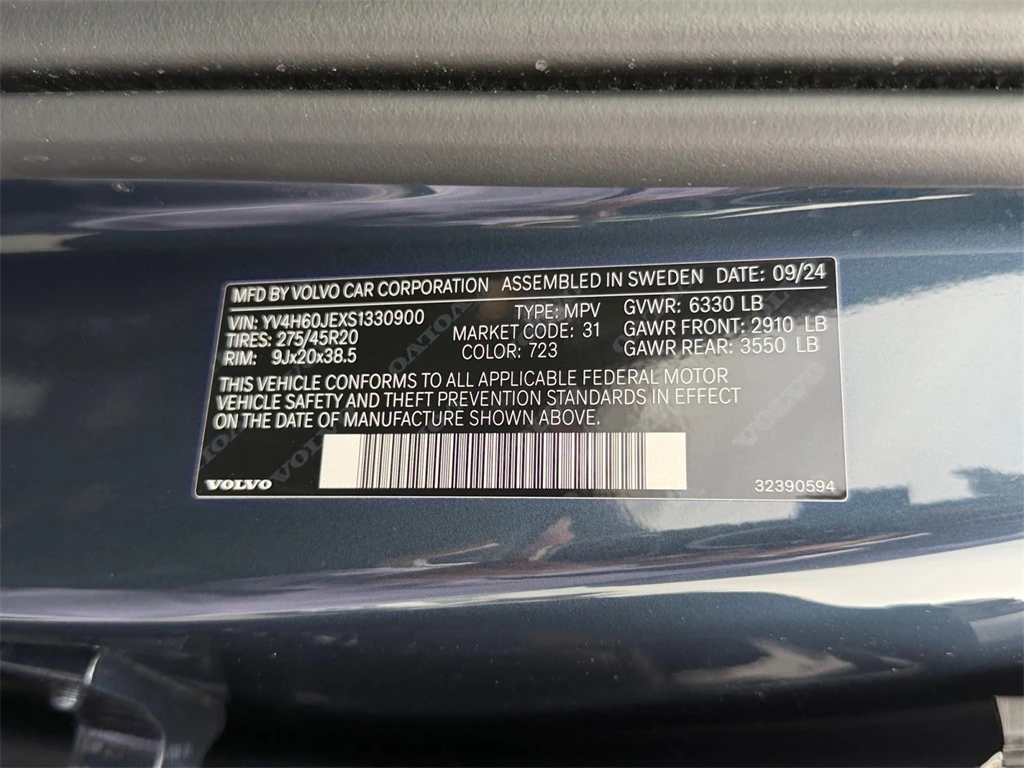 MFD BY VOLVO CAR CORPORATION ASSEMBLED IN SWEDEN DATE: 09/24
VIN: YV4H60JEXS1330900 TYPE: MPV GVWR: 6330 LB
TIRES: 275/45R20 MARKET CODE: 31 GAWR FRONT: 2910 LB
RIM: 9Jx20x38.5 COLOR: 723 GAWR REAR: 3550 LB
THIS VEHICLE CONFORMS TO ALL APPLICABLE FEDERAL MOTOR
VEHICLE SAFETY AND THEFT PREVENTION STANDARDS IN EFFECT
ON THE DATE OF MANUFACTURE SHOWN ABOVE.
VOLVO 32390594